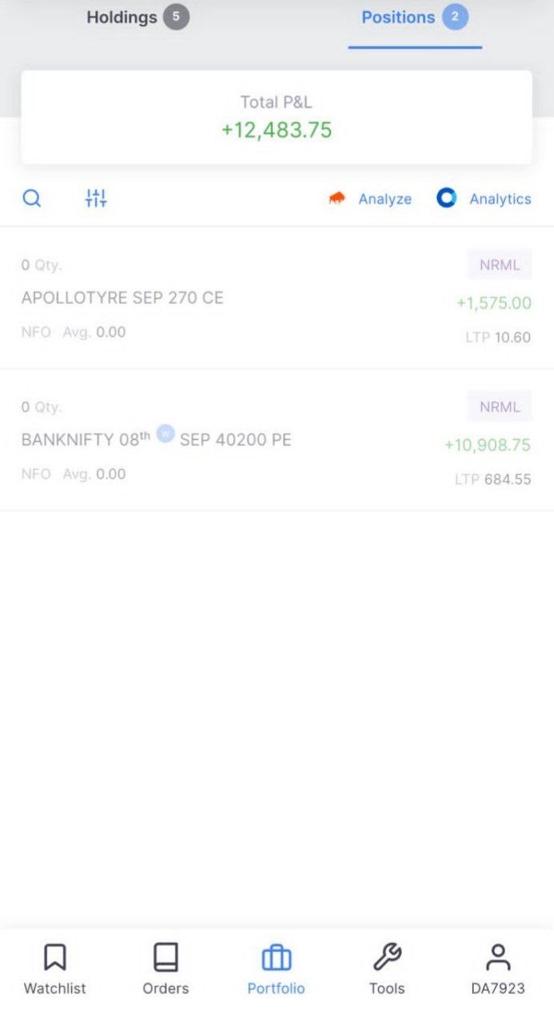 Holdings 5 Positions 2
Total P&L
+12,483.75
Analyze Analytics
0 Qty. NRML
APOLLOTYRE SEP 270 CE +1,575.00
NFO Avg. 0.00 LTP 10.60
0 Qty. NRML
BANKNIFTY 08th w SEP 40200 PE +10,908.75
NFO Avg. 0.00 LTP 684.55
Watchlist Orders Portfolio Tools DA7923